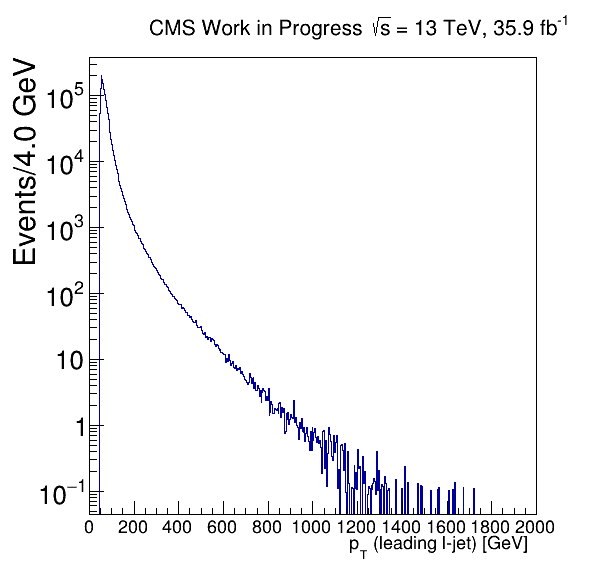 CMS Work in Progress √s = 13 TeV, 35.9 fb⁻¹
Events/4.0 GeV
10⁵
10⁴
10³
10²
10
1
10⁻¹
0 200 400 600 800 1000 1200 1400 1600 1800 2000
p_T (leading l-jet) [GeV]